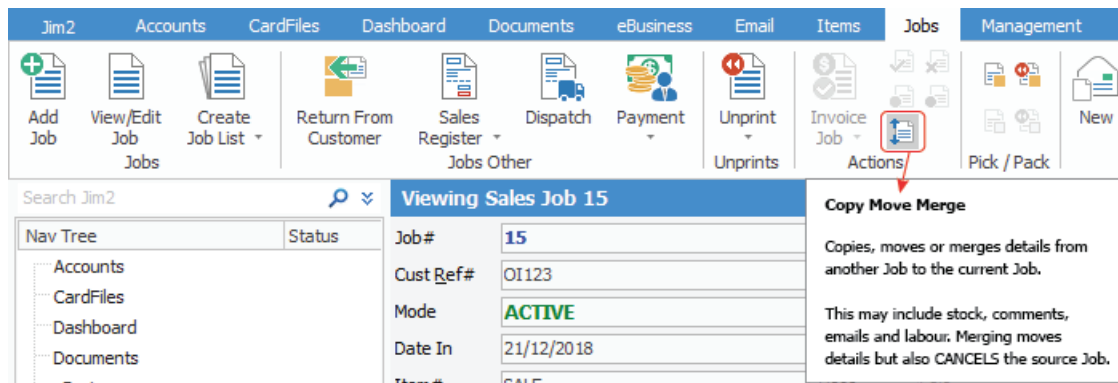 Jim2 Accounts CardFiles Dashboard Documents eBusiness Email Items Jobs Management
Add Job
View/Edit Job
Create Job List
Return From Customer
Sales Register
Dispatch
Payment
Unprint
Invoice Job
New
Jobs Jobs Other Unprints Actions Pick / Pack
Search Jim2
Viewing Sales Job 15
Nav Tree Status
Accounts
CardFiles
Dashboard
Documents
Job# 15
Cust Ref# OI123
Mode ACTIVE
Date In 21/12/2018
Copy Move Merge
Copies, moves or merges details from
another Job to the current Job.
This may include stock, comments,
emails and labour. Merging moves
details but also CANCELS the source Job.